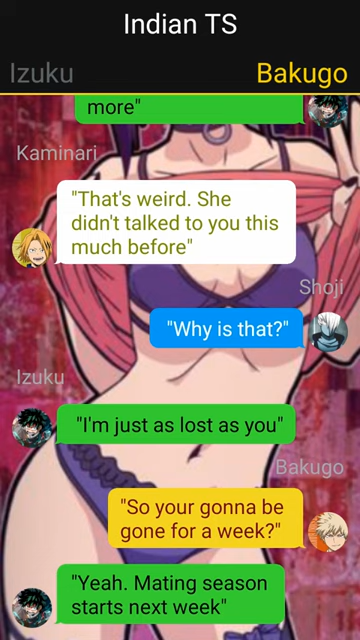 Indian TS
Izuku
Bakugo
more"
Kaminari
"That's weird. She
didn't talked to you this
much before"
Shoji
"Why is that?"
Izuku
"I'm just as lost as you"
Bakugo
"So your gonna be
gone for a week?"
"Yeah. Mating season
starts next week"